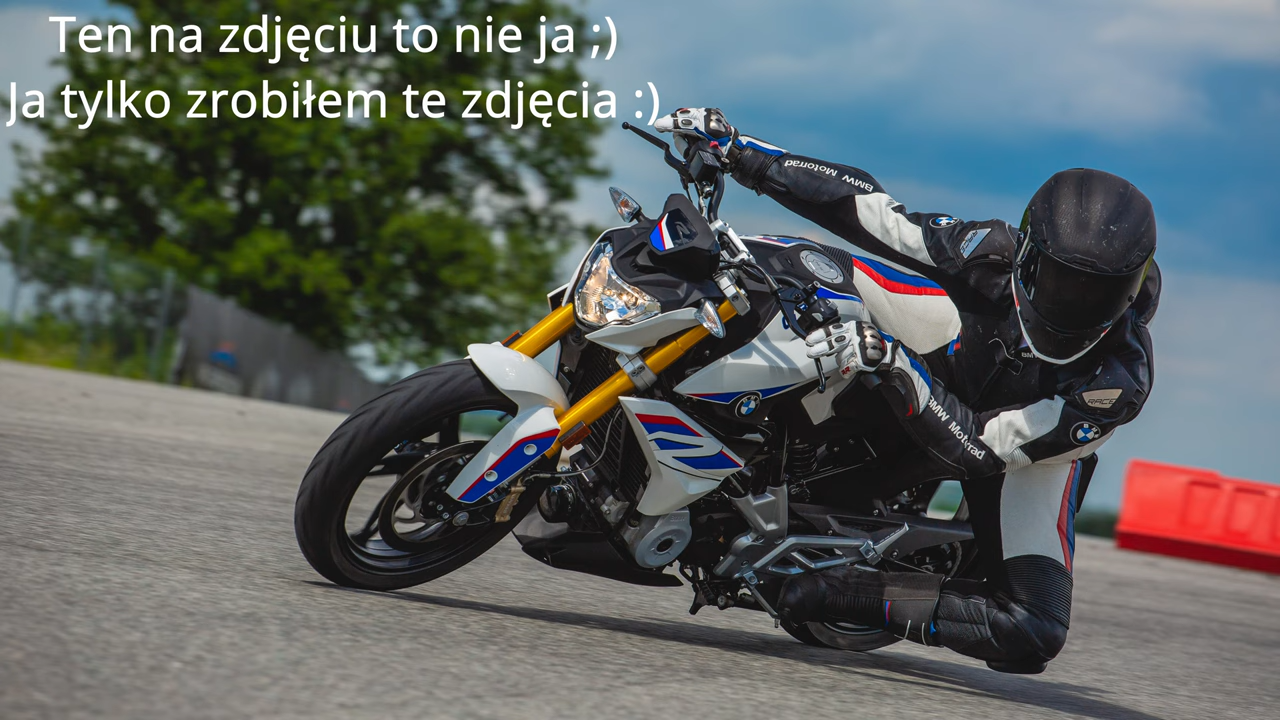 Ten na zdjęciu to nie ja ;)
Ja tylko zrobiłem te zdjęcia :)
BMW Motorrad
BMW Motorrad
RACE